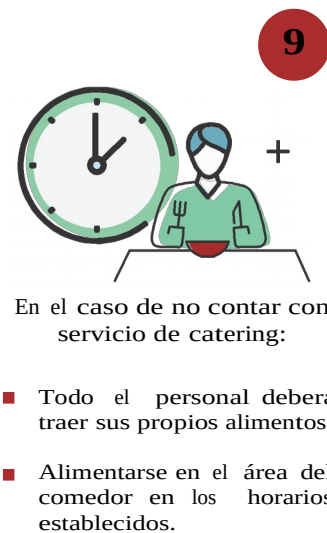 9
En el caso de no contar con
servicio de catering:
Todo el personal debera
traer sus propios alimentos
Alimentarse en el área del
comedor en los horarios
establecidos.